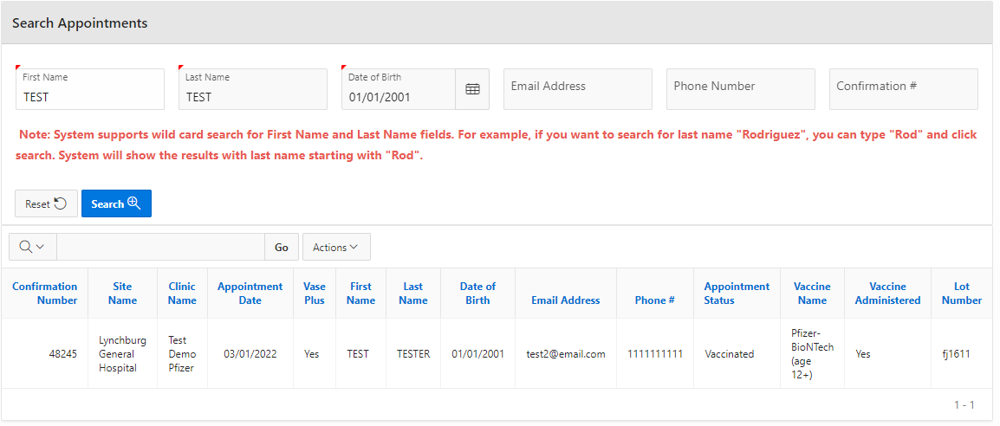 Search Appointments
First Name
TEST
Last Name
TEST
Date of Birth
01/01/2001
Email Address
Phone Number
Confirmation #
Note: System supports wild card search for First Name and Last Name fields. For example, if you want to search for last name "Rodriguez", you can type "Rod" and click
search. System will show the results with last name starting with "Rod".
Reset
Search
Go
Actions
Confirmation
Number
Site
Name
Clinic
Name
Appointment
Date
Vase
Plus
First
Name
Last
Name
Date of
Birth
Email Address
Phone #
Appointment
Status
Vaccine
Name
Vaccine
Administered
Lot
Number
48245
Lynchburg
General
Hospital
Test
Demo
Pfizer
03/01/2022
Yes
TEST
TESTER
01/01/2001
test2@email.com
1111111111
Vaccinated
Pfizer-
BioNTech
(age
12+)
Yes
fj1611
1 - 1